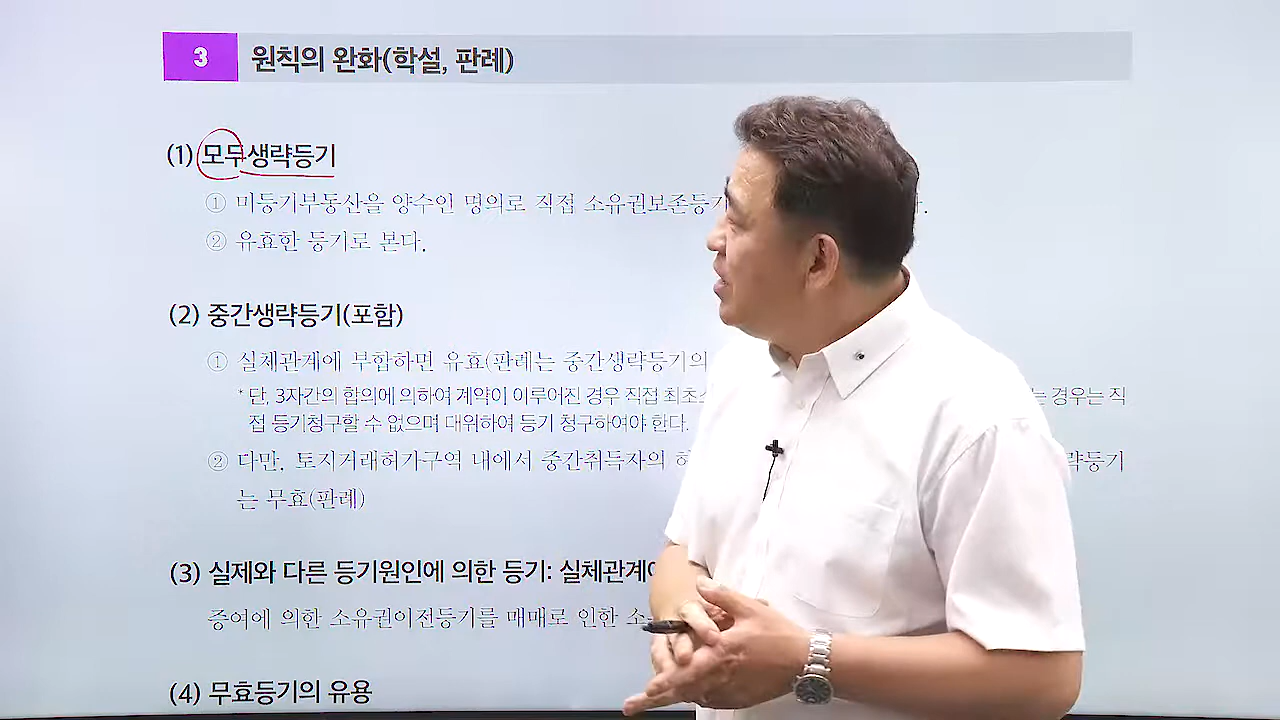 3 원칙의 완화(학설, 판례)
(1) 모두생략등기
① 미등기부동산을 양수인 명의로 직접 소유권보존등기
② 유효한 등기로 본다.
(2) 중간생략등기(포함)
① 실체관계에 부합하면 유효(판례는 중간생략등기의
* 단, 3자간의 합의에 의하여 계약이 이루어진 경우 직접 최초 는 경우는 직
접 등기청구할 수 없으며 대위하여 등기 청구하여야 한다.
② 다만. 토지거래허가구역 내에서 중간취득자의 략등기
는 무효(판례)
(3) 실제와 다른 등기원인에 의한 등기: 실체관계에
증여에 의한 소유권이전등기를 매매로 인한 소
(4) 무효등기의 유용